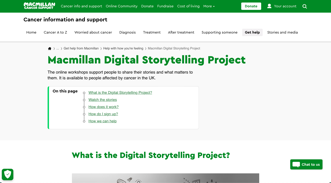 MACMILLAN
CANCER SUPPORT
Cancer info and support
Online Community
Donate
Fundraise
Cost of living
More
Donate
Your account
Cancer information and support
Home
Cancer A to Z
Worried about cancer
Diagnosis
Treatment
After treatment
Supporting someone
Get help
Stories and media
Get help from Macmillan
Help with how you're feeling
Macmillan Digital Storytelling Project
Macmillan Digital Storytelling Project
The online workshops support people to share their stories and what matters to
them. It is available to people affected by cancer in the UK.
On this page
What is the Digital Storytelling Project?
Watch the stories
How does it work?
How do I start up?
How we can help
What is the Digital Storytelling Project?
Chat to us